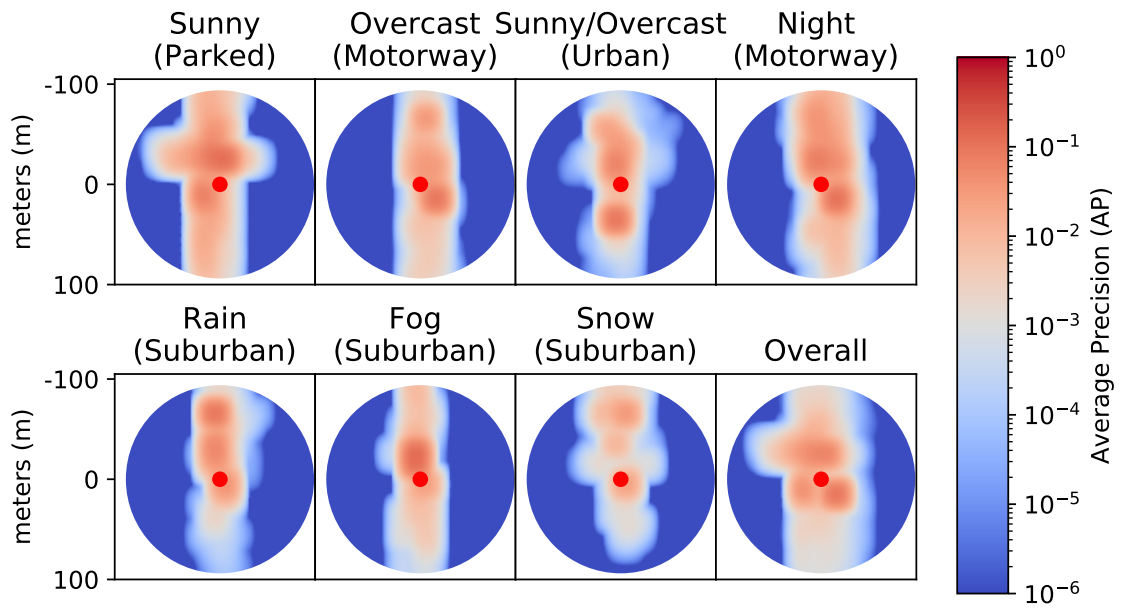 Sunny
(Parked)
Overcast
(Motorway)
Sunny/Overcast
(Urban)
Night
(Motorway)
-100
0
100
meters (m)
Rain
(Suburban)
Fog
(Suburban)
Snow
(Suburban)
Overall
-100
0
100
meters (m)
10⁰
10⁻¹
10⁻²
10⁻³
10⁻⁴
10⁻⁵
10⁻⁶
Average Precision (AP)